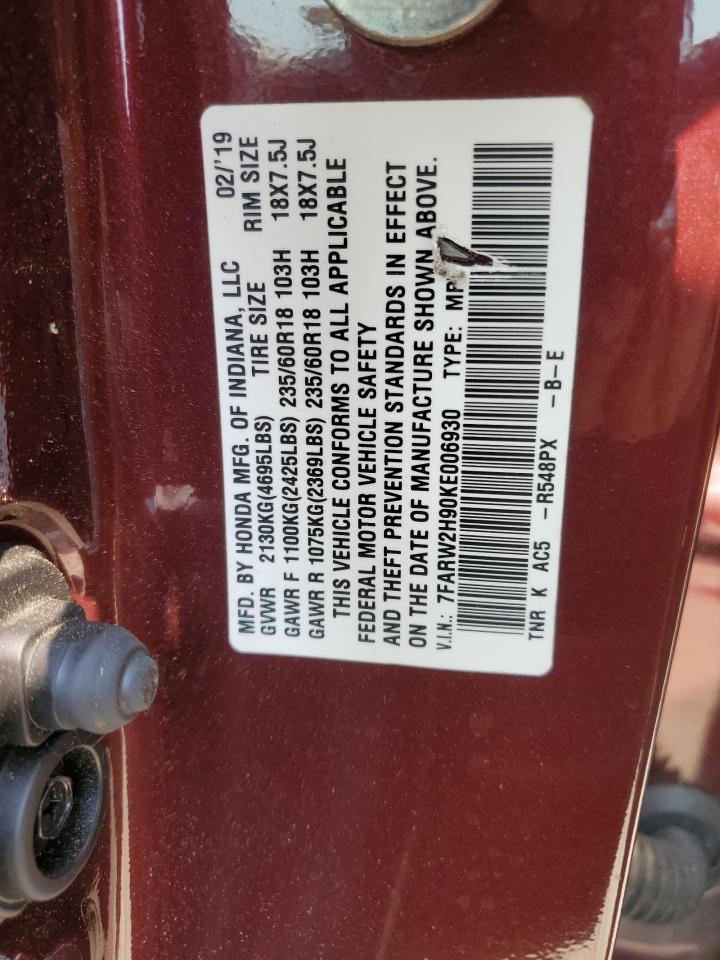 MFD. BY HONDA MFG. OF INDIANA, LLC 02/'19
GVWR 2130KG(4695LBS) TIRE SIZE RIM SIZE
GAWR F 1100KG(2425LBS) 235/60R18 103H 18X7.5J
GAWR R 1075KG(2369LBS) 235/60R18 103H 18X7.5J
THIS VEHICLE CONFORMS TO ALL APPLICABLE
FEDERAL MOTOR VEHICLE SAFETY
AND THEFT PREVENTION STANDARDS IN EFFECT
ON THE DATE OF MANUFACTURE SHOWN ABOVE.
V.I.N.: 7FARW2H90KE006930 TYPE:
TNR K AC5 -R548PX -B-E